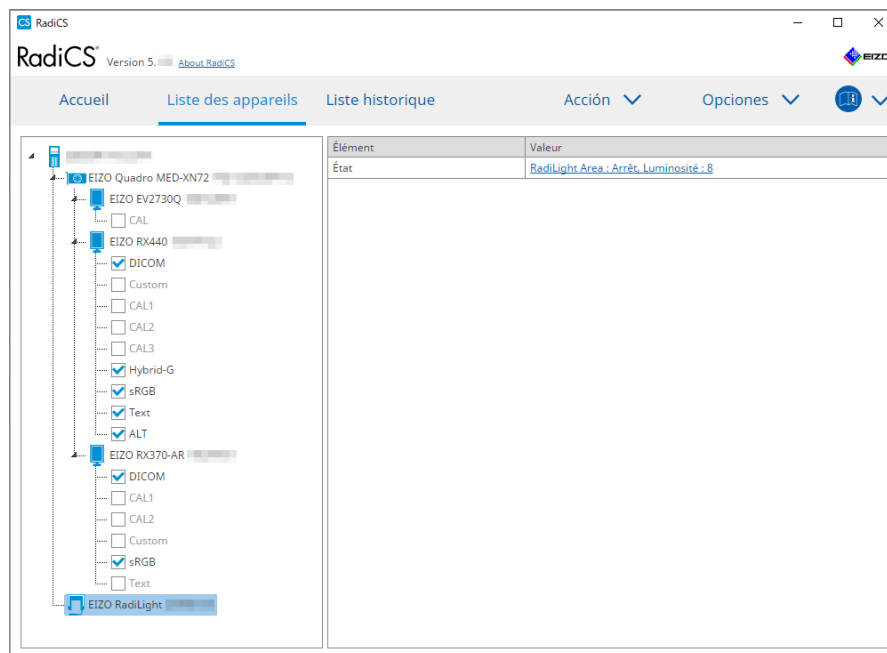 CS RadiCS
RadiCS Version 5. About RadiCS EIZO
Accueil Liste des appareils Liste historique Acción Opciones
Élément Valeur
État RadiLight Area : Arrêt, Luminosité : 8
EIZO Quadro MED-XN72
EIZO EV2730Q
CAL
EIZO RX440
DICOM
Custom
CAL1
CAL2
CAL3
Hybrid-G
sRGB
Text
ALT
EIZO RX370-AR
DICOM
CAL1
CAL2
Custom
sRGB
Text
EIZO RadiLight